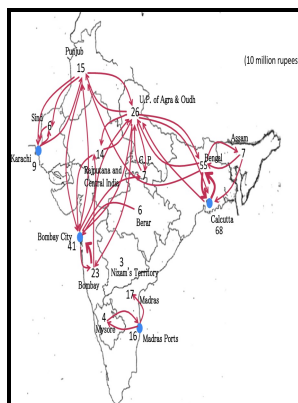 Punjub
15
(10 million rupees)
U.P. of Agra & Oudh
26
Sind
6
Assam
7
Karachi
9
14
Bengal
55
C.P.
7
Rajputana and
Central India
Calcutta
68
6
Berar
Bombay City
41
23
Bombay
3
Nizam's Territory
17
Madras
4
Mysore
16
Madras Ports